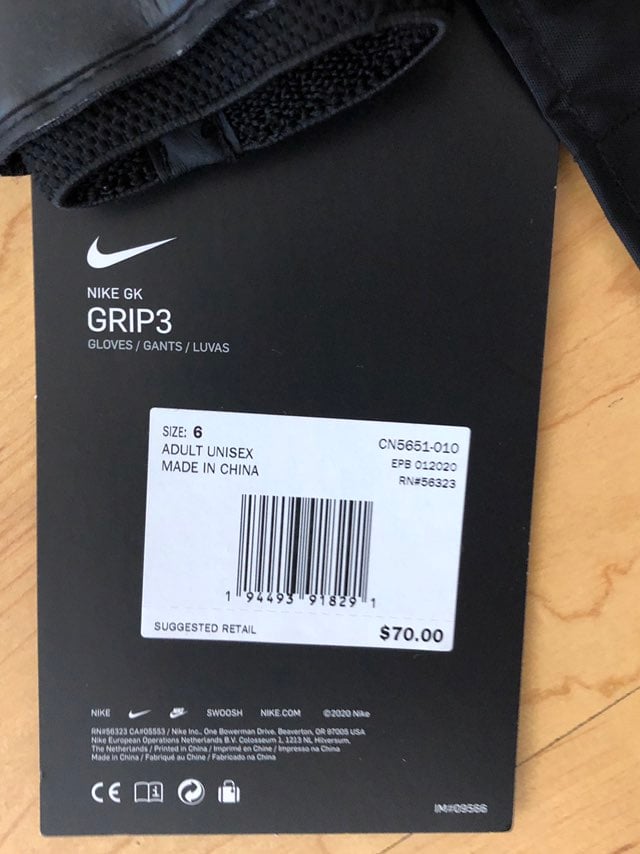 NIKE GK
GRIP3
GLOVES / GANTS / LUVAS
SIZE: 6
ADULT UNISEX
MADE IN CHINA
CN5651-010
EPB 012020
RN#56323
1 94493 91829 1
SUGGESTED RETAIL $70.00
NIKE SWOOSH NIKE.COM ©2020 Nike
RN#56323 CA#05553 / Nike Inc., One Bowerman Drive, Beaverton, OR 97005 USA
Nike European Operations Netherlands B.V. Colosseum 1, 1213 NL Hilversum,
The Netherlands / Printed in China / Imprimé en Chine / Impresso na China
Made in China / Fabriqué au Chine / Fabricado na China
CE
IM#09566